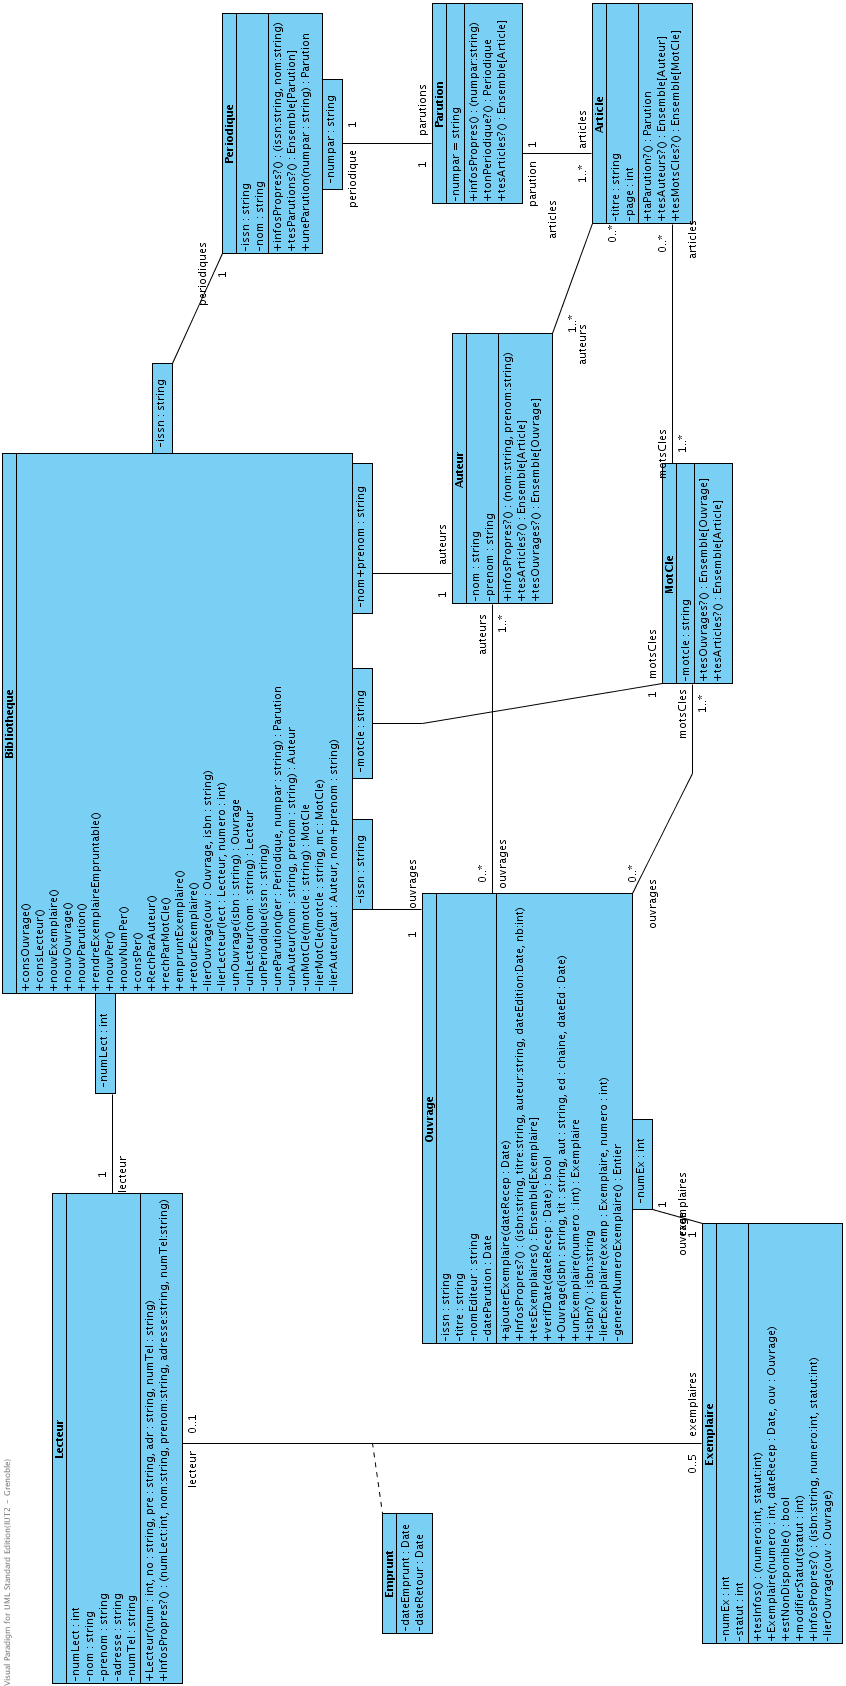 Visual Paradigm for UML Standard Edition(IUT2 - Grenoble)
Lecteur
-numLect : int
-nom : string
-prenom : string
-adresse : string
-numTel : string
+Lecteur(num : int, no : string, pre : string, adr : string, numTel : string)
+InfosPropres?() : (numLect:int, nom:string, prenom:string, adresse:string, numTel:string)
1
lecteur
-numLect : int
Bibliotheque
+consOuvrage()
+consLecteur()
+nouvExemplaire()
+nouvOuvrage()
+nouvParution()
+rendreExemplaireEmpruntable()
+nouvPer()
+nouvNumPer()
+consPer()
+RechParAuteur()
+rechParMotCle()
+empruntExemplaire()
+retourExemplaire()
-lierOuvrage(ouv : Ouvrage, isbn : string)
-lierLecteur(lect : Lecteur, numero : int)
-unOuvrage(isbn : string) : Ouvrage
-unLecteur(nom : string) : Lecteur
-unPeriodique(issn : string)
-uneParution(per : Periodique, numpar : string) : Parution
-unAuteur(nom : string, prenom : string) : Auteur
-unMotCle(motcle : string) : MotCle
-lierMotCle(motcle : string, mc : MotCle)
-lierAuteur(aut : Auteur, nom+prenom : string)
-issn : string
periodiques
1
Periodique
-issn : string
-nom : string
+infosPropres?() : (issn:string, nom:string)
+tesParutions?() : Ensemble[Parution]
+uneParution(numpar : string) : Parution
-numpar : string
periodique
1
parutions
1
Parution
-numpar = string
+infosPropres() : (numpar:string)
+tonPeriodique?() : Periodique
+tesArticles?() : Ensemble[Article]
parution
1
articles
1..*
Article
-titre : string
-page : int
+taParution?() : Parution
+tesAuteurs?() : Ensemble[Auteur]
+tesMotsCles?() : Ensemble[MotCle]
articles
0..*
1..*
auteurs
0..*
articles
motsCles
1..*
-nom+prenom : string
auteurs
1
Auteur
-nom : string
-prenom : string
+infosPropres?() : (nom:string, prenom:string)
+tesArticles?() : Ensemble[Article]
+tesOuvrages?() : Ensemble[Ouvrage]
auteurs
1..*
0..*
ouvrages
-motcle : string
motsCles
1
MotCle
-motcle : string
+tesOuvrages?() : Ensemble[Ouvrage]
+tesArticles?() : Ensemble[Article]
motsCles
1..*
0..*
ouvrages
-issn : string
ouvrages
1
Ouvrage
-issn : string
-titre : string
-nomEditeur : string
-dateParution : Date
+ajouterExemplaire(dateRecep : Date)
+InfosPropres?() : (isbn:string, titre:string, auteur:string, dateEdition:Date, nb:int)
+tesExemplaires() : Ensemble[Exemplaire]
+verifDate(dateRecep : Date) : bool
+Ouvrage(isbn : string, tit : string, aut : string, ed : chaine, dateEd : Date)
+unExemplaire(numero : int) : Exemplaire
+isbn?() : isbn:string
-lierExemplaire(exemp : Exemplaire, numero : int)
-genererNumeroExemplaire() : Entier
-numEx : int
1
ouvrage
exemplaires
1
0..1
lecteur
exemplaires
0..5
Emprunt
-dateEmprunt : Date
-dateRetour : Date
Exemplaire
-numEx : int
-statut : int
+tesInfos() : (numero:int, statut:int)
+Exemplaire(numero : int, dateRecep : Date, ouv : Ouvrage)
+estNonDisponible() : bool
+modifierStatut(statut : int)
+InfosPropres?() : (isbn:string, numero:int, statut:int)
-lierOuvrage(ouv : Ouvrage)